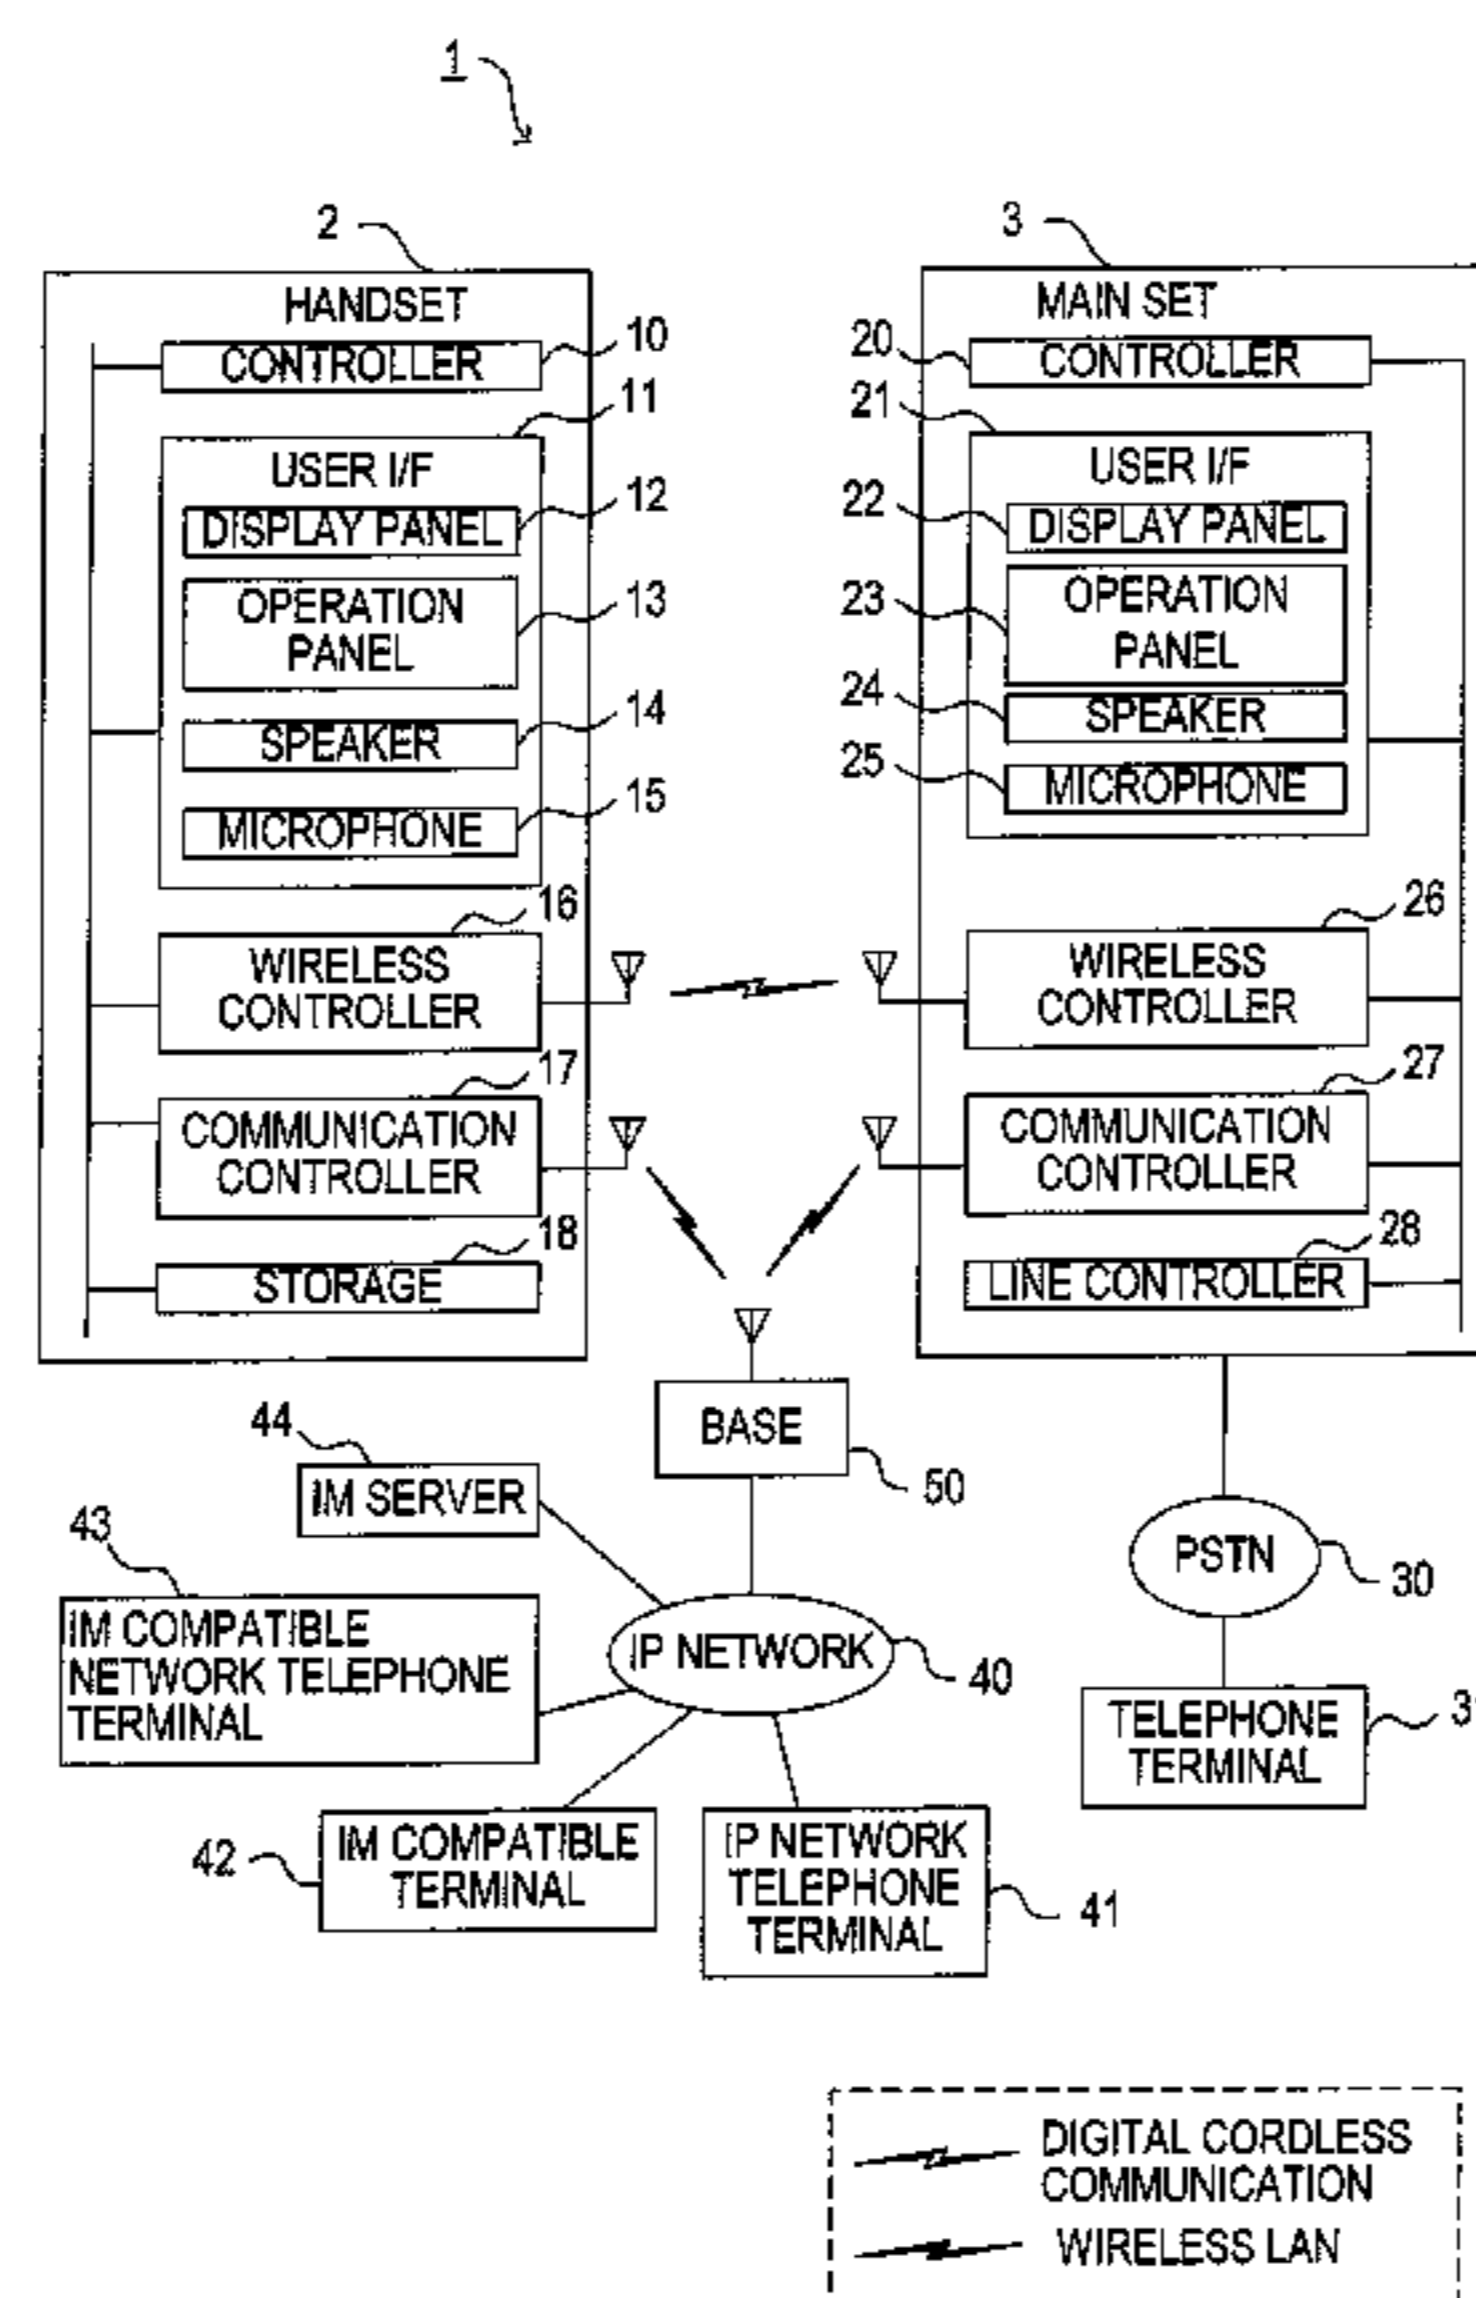 1
2
HANDSET
CONTROLLER
10
11
USER I/F
DISPLAY PANEL
12
OPERATION
PANEL
13
SPEAKER
14
MICROPHONE
15
16
WIRELESS
CONTROLLER
17
COMMUNICATION
CONTROLLER
18
STORAGE
3
MAIN SET
20
CONTROLLER
21
USER I/F
22
DISPLAY PANEL
23
OPERATION
PANEL
24
SPEAKER
25
MICROPHONE
26
WIRELESS
CONTROLLER
27
COMMUNICATION
CONTROLLER
28
LINE CONTROLLER
BASE
50
44
IM SERVER
43
IM COMPATIBLE
NETWORK TELEPHONE
TERMINAL
IP NETWORK
40
PSTN
30
TELEPHONE
TERMINAL
42
IM COMPATIBLE
TERMINAL
IP NETWORK
TELEPHONE
TERMINAL
41
DIGITAL CORDLESS
COMMUNICATION
WIRELESS LAN